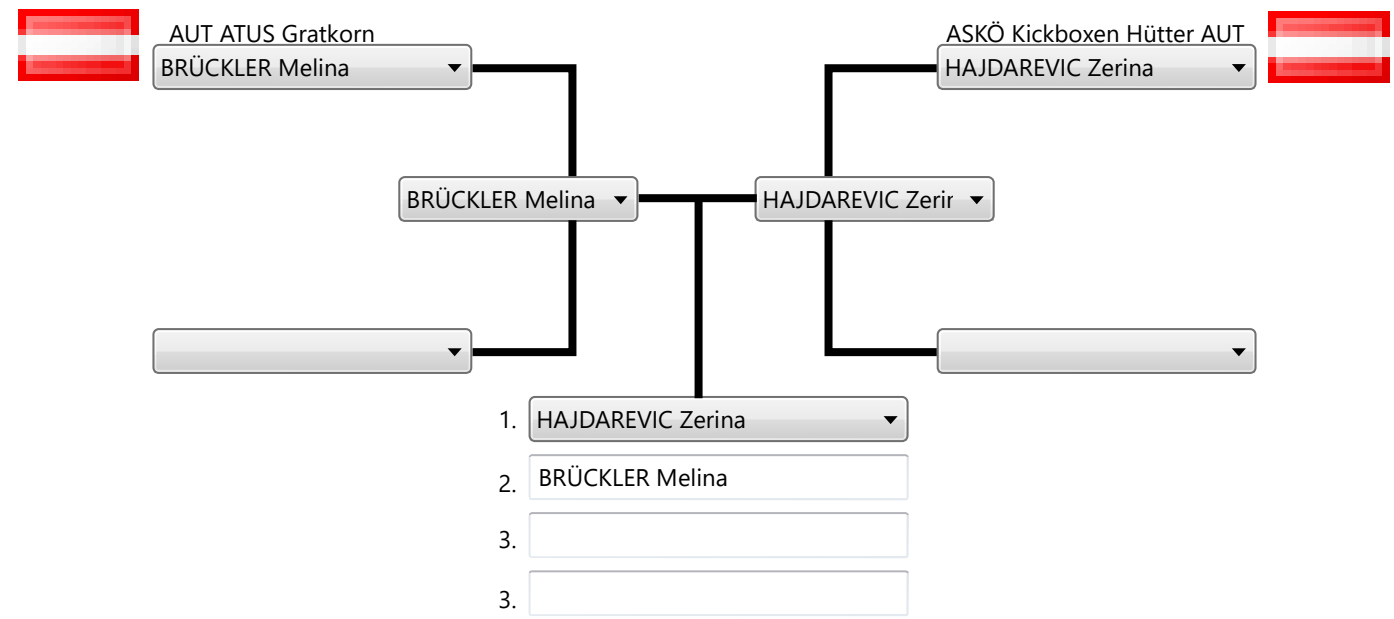 AUT ATUS Gratkorn
BRÜCKLER Melina
ASKÖ Kickboxen Hütter AUT
HAJDAREVIC Zerina
BRÜCKLER Melina
HAJDAREVIC Zerir
1. HAJDAREVIC Zerina
2. BRÜCKLER Melina
3.
3.